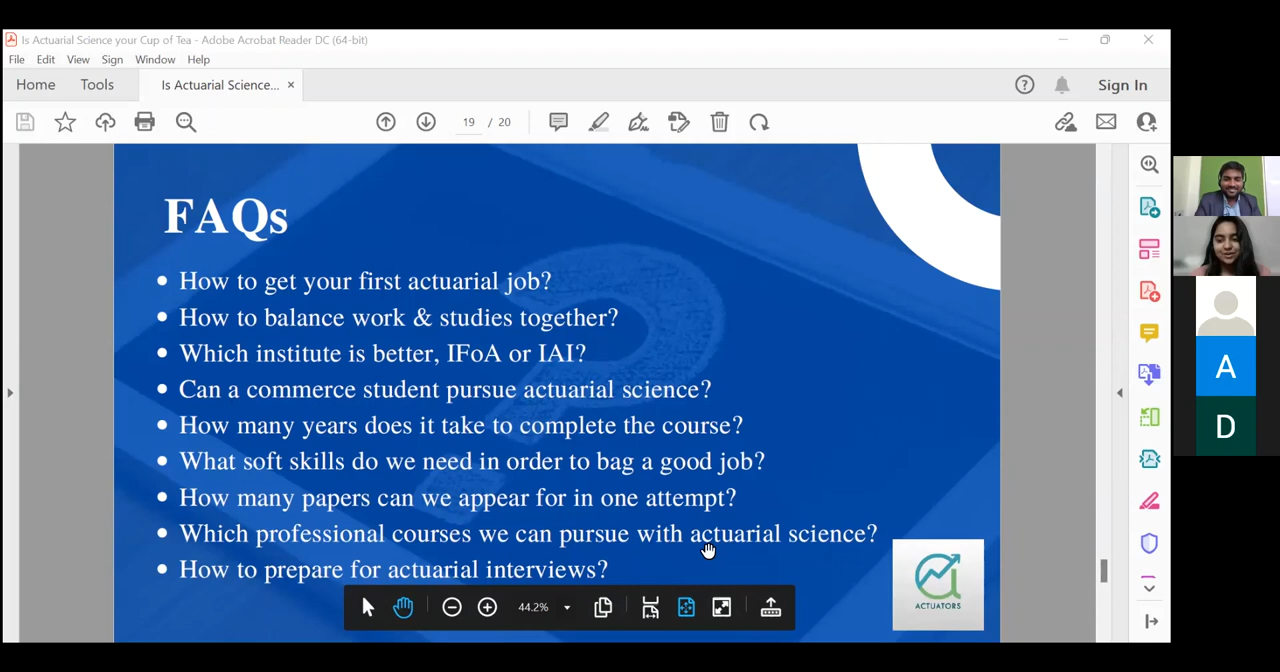 Is Actuarial Science your Cup of Tea - Adobe Acrobat Reader DC (64-bit)
File Edit View Sign Window Help
Home Tools Is Actuarial Science... × Sign In
19 / 20
FAQs
• How to get your first actuarial job?
• How to balance work & studies together?
• Which institute is better, IFoA or IAI?
• Can a commerce student pursue actuarial science?
• How many years does it take to complete the course?
• What soft skills do we need in order to bag a good job?
• How many papers can we appear for in one attempt?
• Which professional courses we can pursue with actuarial science?
• How to prepare for actuarial interviews?
44.2%
ACTUATORS
A
D